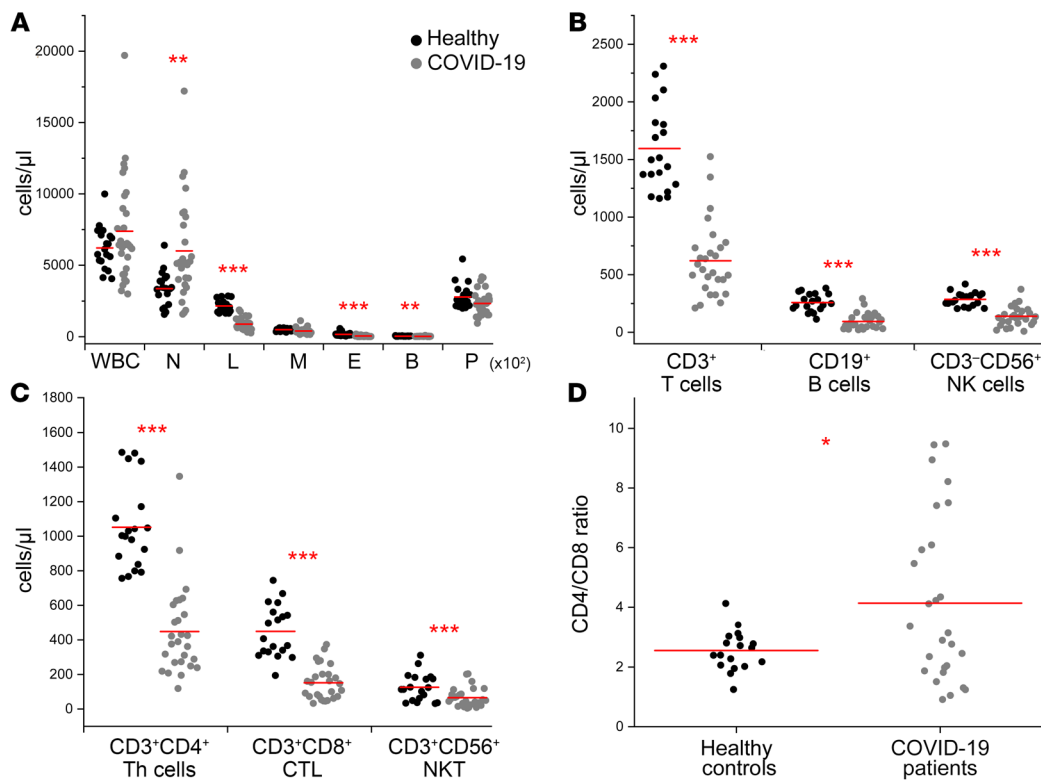 A
cells/µl
20000
15000
10000
5000
0
Healthy
COVID-19
**
***
***
**
WBC N L M E B P (x10²)
B
cells/µl
2500
2000
1500
1000
500
0
***
***
***
CD3⁺ CD19⁺ CD3⁻CD56⁺
T cells B cells NK cells
C
cells/µl
1800
1600
1400
1200
1000
800
600
400
200
0
***
***
***
CD3⁺CD4⁺ CD3⁺CD8⁺ CD3⁺CD56⁺
Th cells CTL NKT
D
CD4/CD8 ratio
10
8
6
4
2
0
*
Healthy COVID-19
controls patients